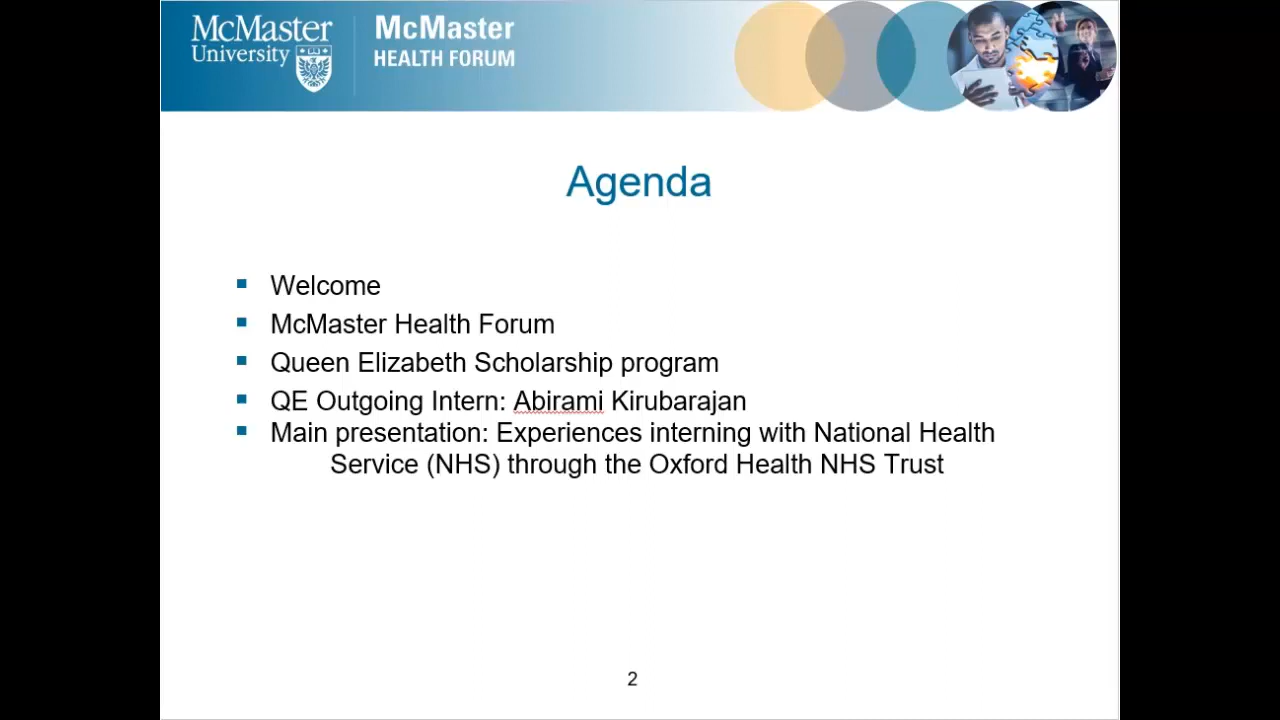 McMaster
University
McMaster
HEALTH FORUM
Agenda
Welcome
McMaster Health Forum
Queen Elizabeth Scholarship program
QE Outgoing Intern: Abirami Kirubarajan
Main presentation: Experiences interning with National Health
Service (NHS) through the Oxford Health NHS Trust
2